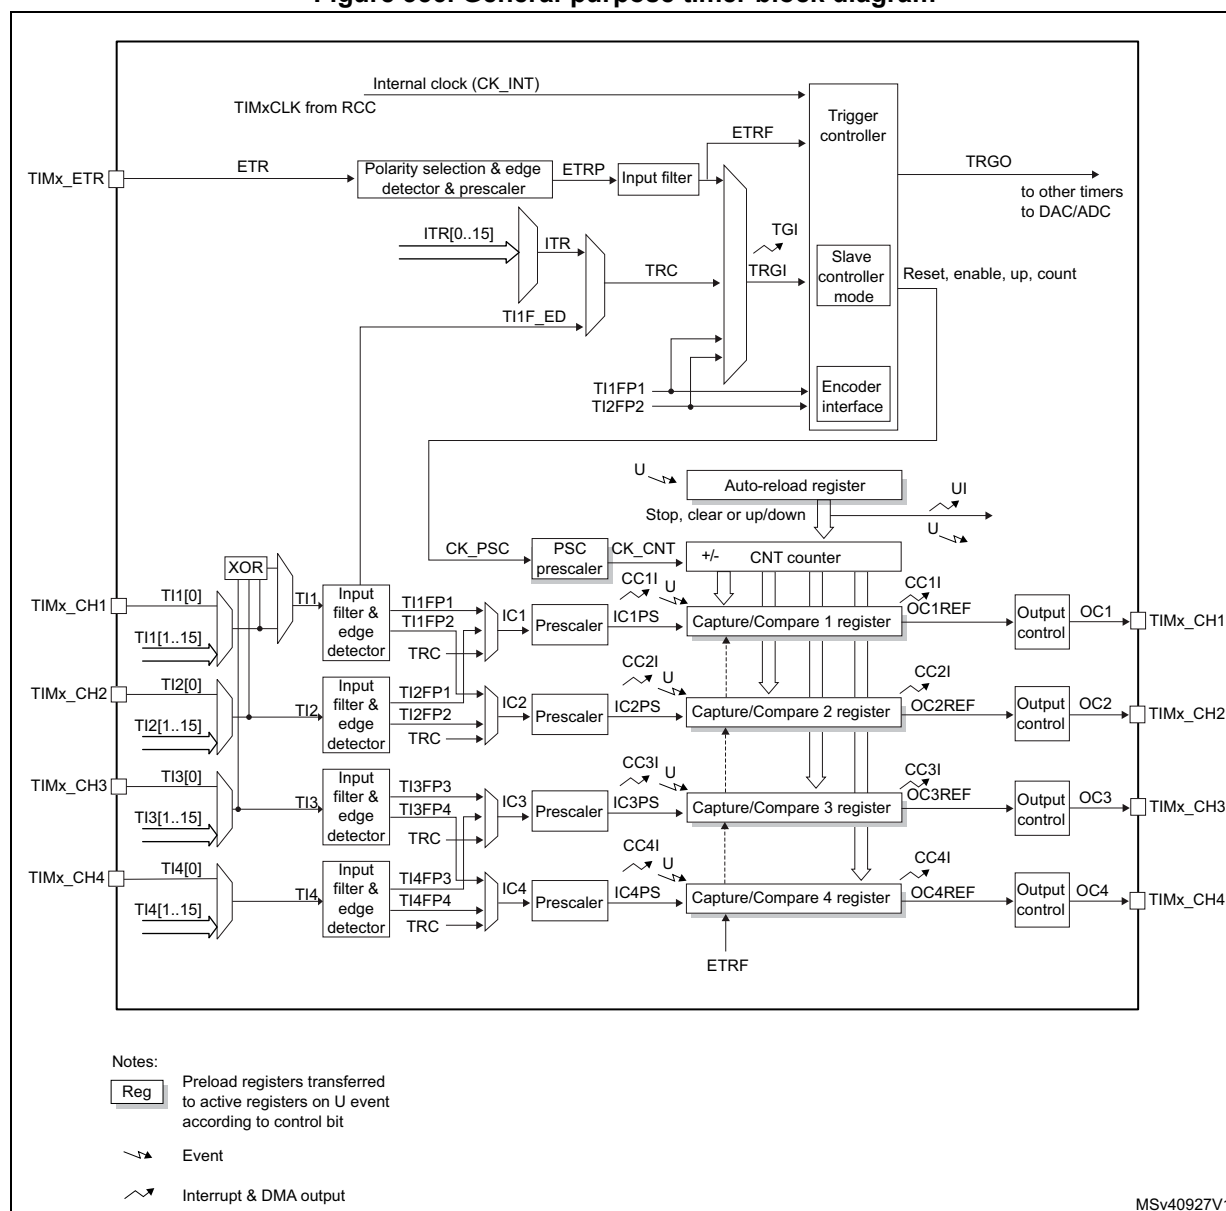 Internal clock (CK_INT)
TIMxCLK from RCC
Trigger
controller
ETRF
TIMx_ETR
ETR
Polarity selection & edge
detector & prescaler
ETRP
Input filter
TRGO
to other timers
to DAC/ADC
ITR[0..15]
ITR
TGI
TRC
TRGI
Slave
controller
mode
Reset, enable, up, count
TI1F_ED
TI1FP1
TI2FP2
Encoder
interface
U
Auto-reload register
UI
Stop, clear or up/down
U
CK_PSC
PSC
prescaler
CK_CNT
+/-
CNT counter
XOR
TIMx_CH1
TI1[0]
TI1[1..15]
TI1
Input
filter &
edge
detector
TI1FP1
TI1FP2
TRC
IC1
Prescaler
IC1PS
CC1I
U
Capture/Compare 1 register
CC1I
OC1REF
Output
control
OC1
TIMx_CH1
TIMx_CH2
TI2[0]
TI2[1..15]
TI2
Input
filter &
edge
detector
TI2FP1
TI2FP2
TRC
IC2
Prescaler
IC2PS
CC2I
U
Capture/Compare 2 register
CC2I
OC2REF
Output
control
OC2
TIMx_CH2
TIMx_CH3
TI3[0]
TI3[1..15]
TI3
Input
filter &
edge
detector
TI3FP3
TI3FP4
TRC
IC3
Prescaler
IC3PS
CC3I
U
Capture/Compare 3 register
CC3I
OC3REF
Output
control
OC3
TIMx_CH3
TIMx_CH4
TI4[0]
TI4[1..15]
TI4
Input
filter &
edge
detector
TI4FP3
TI4FP4
TRC
IC4
Prescaler
IC4PS
CC4I
U
Capture/Compare 4 register
CC4I
OC4REF
Output
control
OC4
TIMx_CH4
ETRF
Notes:
Reg
Preload registers transferred
to active registers on U event
according to control bit
Event
Interrupt & DMA output
MSv40927V1